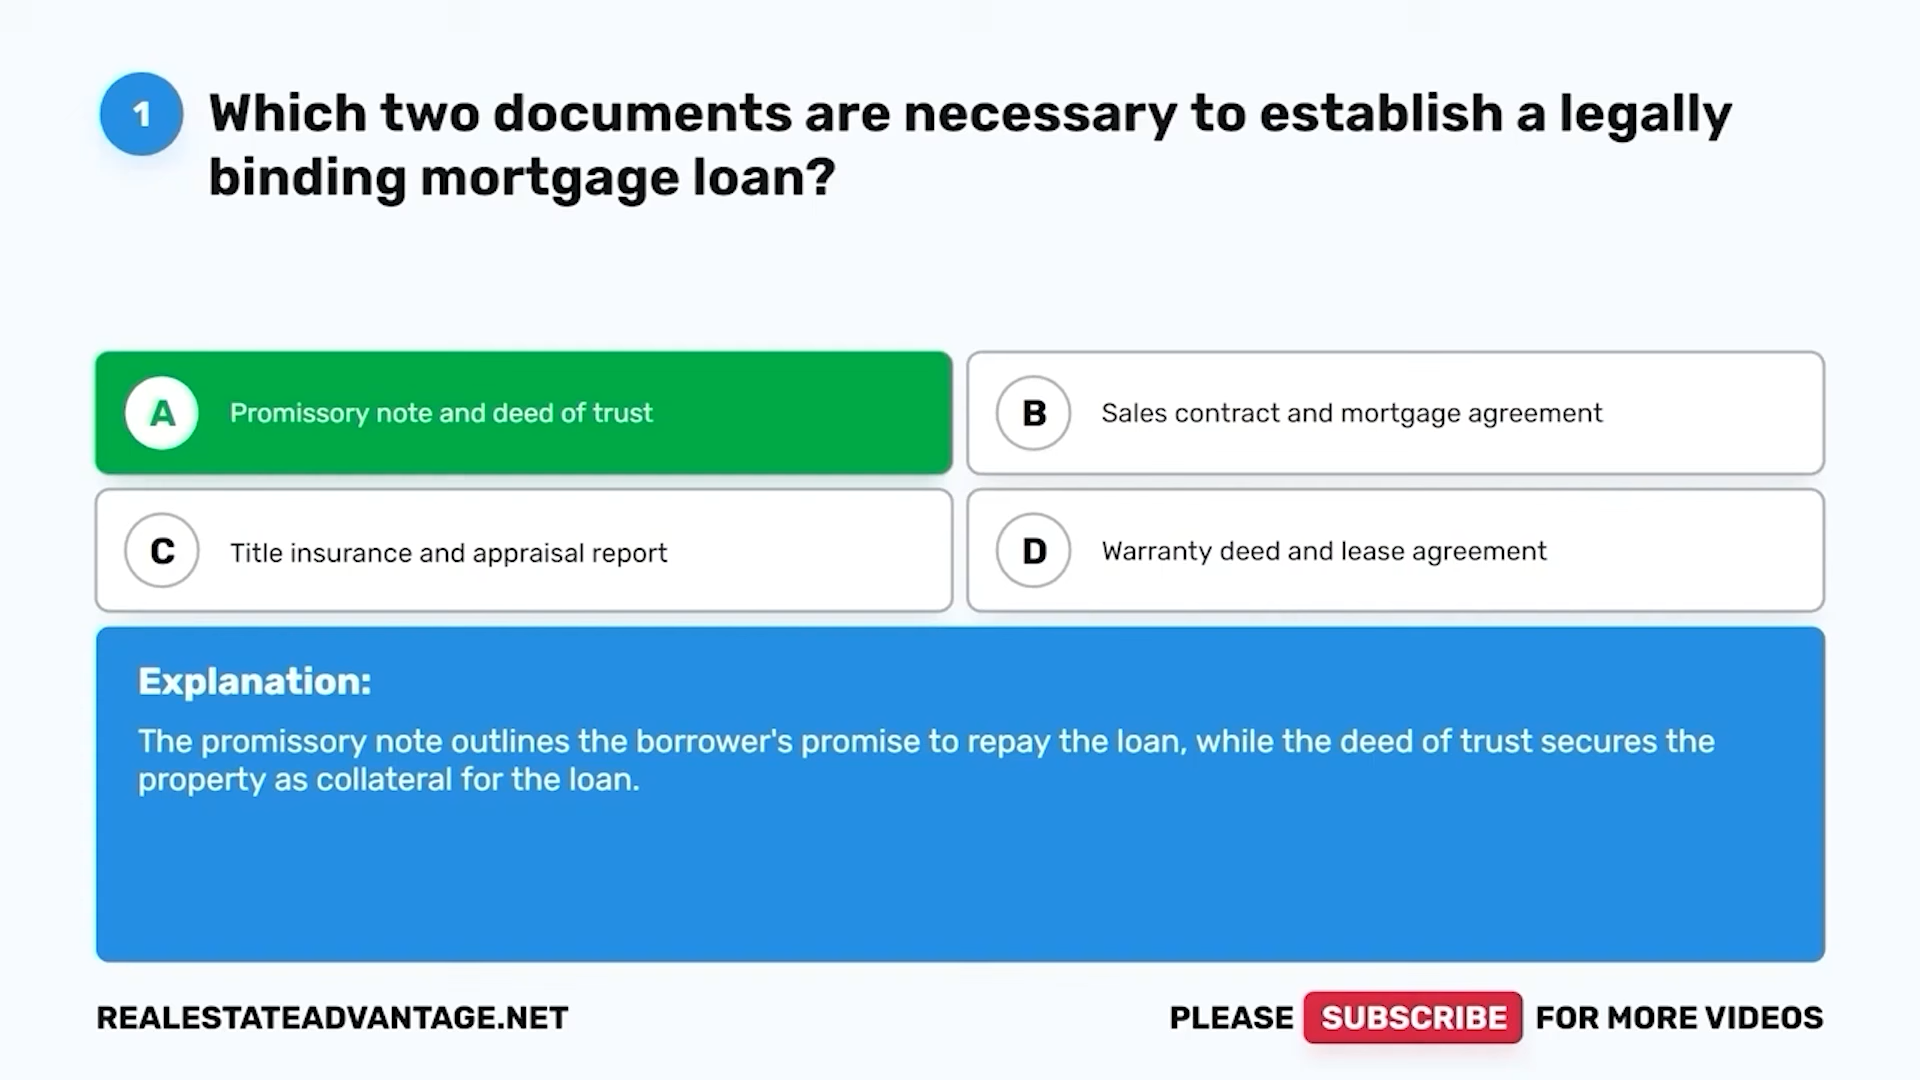 1
Which two documents are necessary to establish a legally
binding mortgage loan?
A Promissory note and deed of trust
B Sales contract and mortgage agreement
C Title insurance and appraisal report
D Warranty deed and lease agreement
Explanation:
The promissory note outlines the borrower's promise to repay the loan, while the deed of trust secures the
property as collateral for the loan.
REALESTATEADVANTAGE.NET
PLEASE SUBSCRIBE FOR MORE VIDEOS